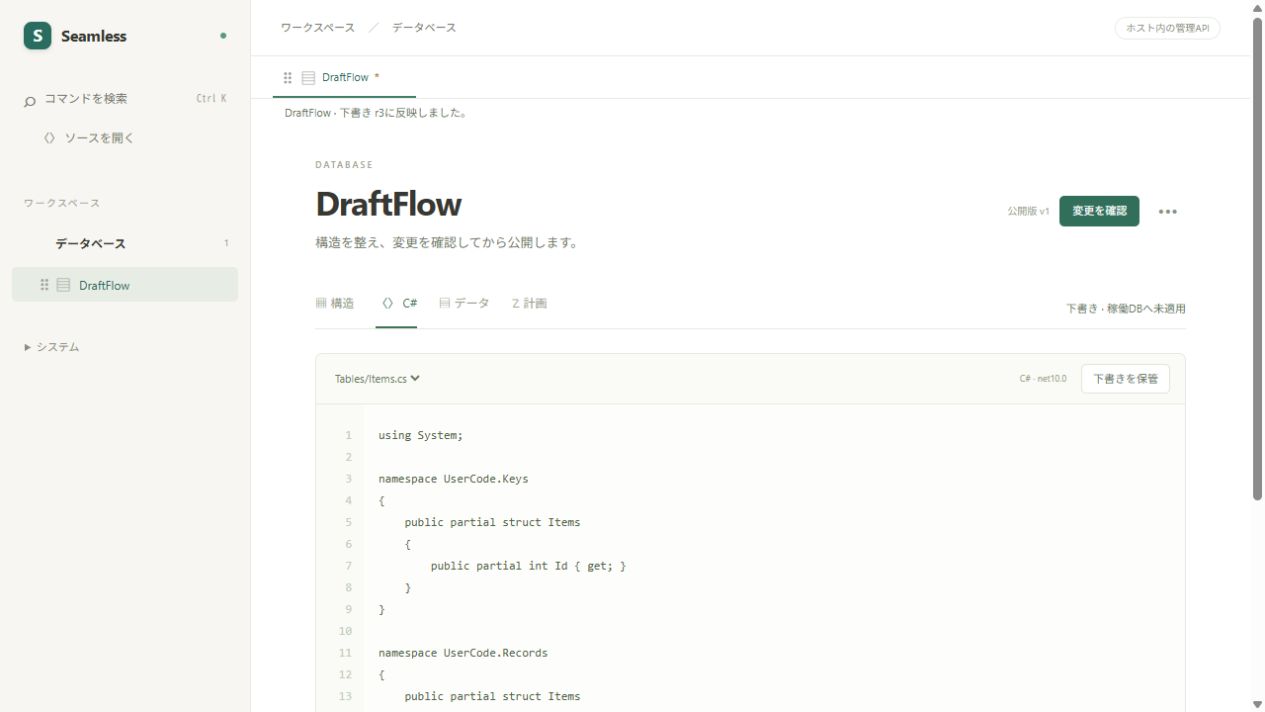 S Seamless
コマンドを検索 Ctrl K
ソースを開く
ワークスペース
データベース 1
DraftFlow
システム
ワークスペース ／ データベース
ホスト内の管理API
DraftFlow *
DraftFlow · 下書き r3に反映しました。
DATABASE
DraftFlow
構造を整え、変更を確認してから公開します。
公開版 v1 変更を確認 •••
構造 C# データ Z 計画
下書き · 稼働DBへ未適用
Tables/Items.cs
C# · net10.0 下書きを保管
1 using System;
2
3 namespace UserCode.Keys
4 {
5 public partial struct Items
6 {
7 public partial int Id { get; }
8 }
9 }
10
11 namespace UserCode.Records
12 {
13 public partial struct Items